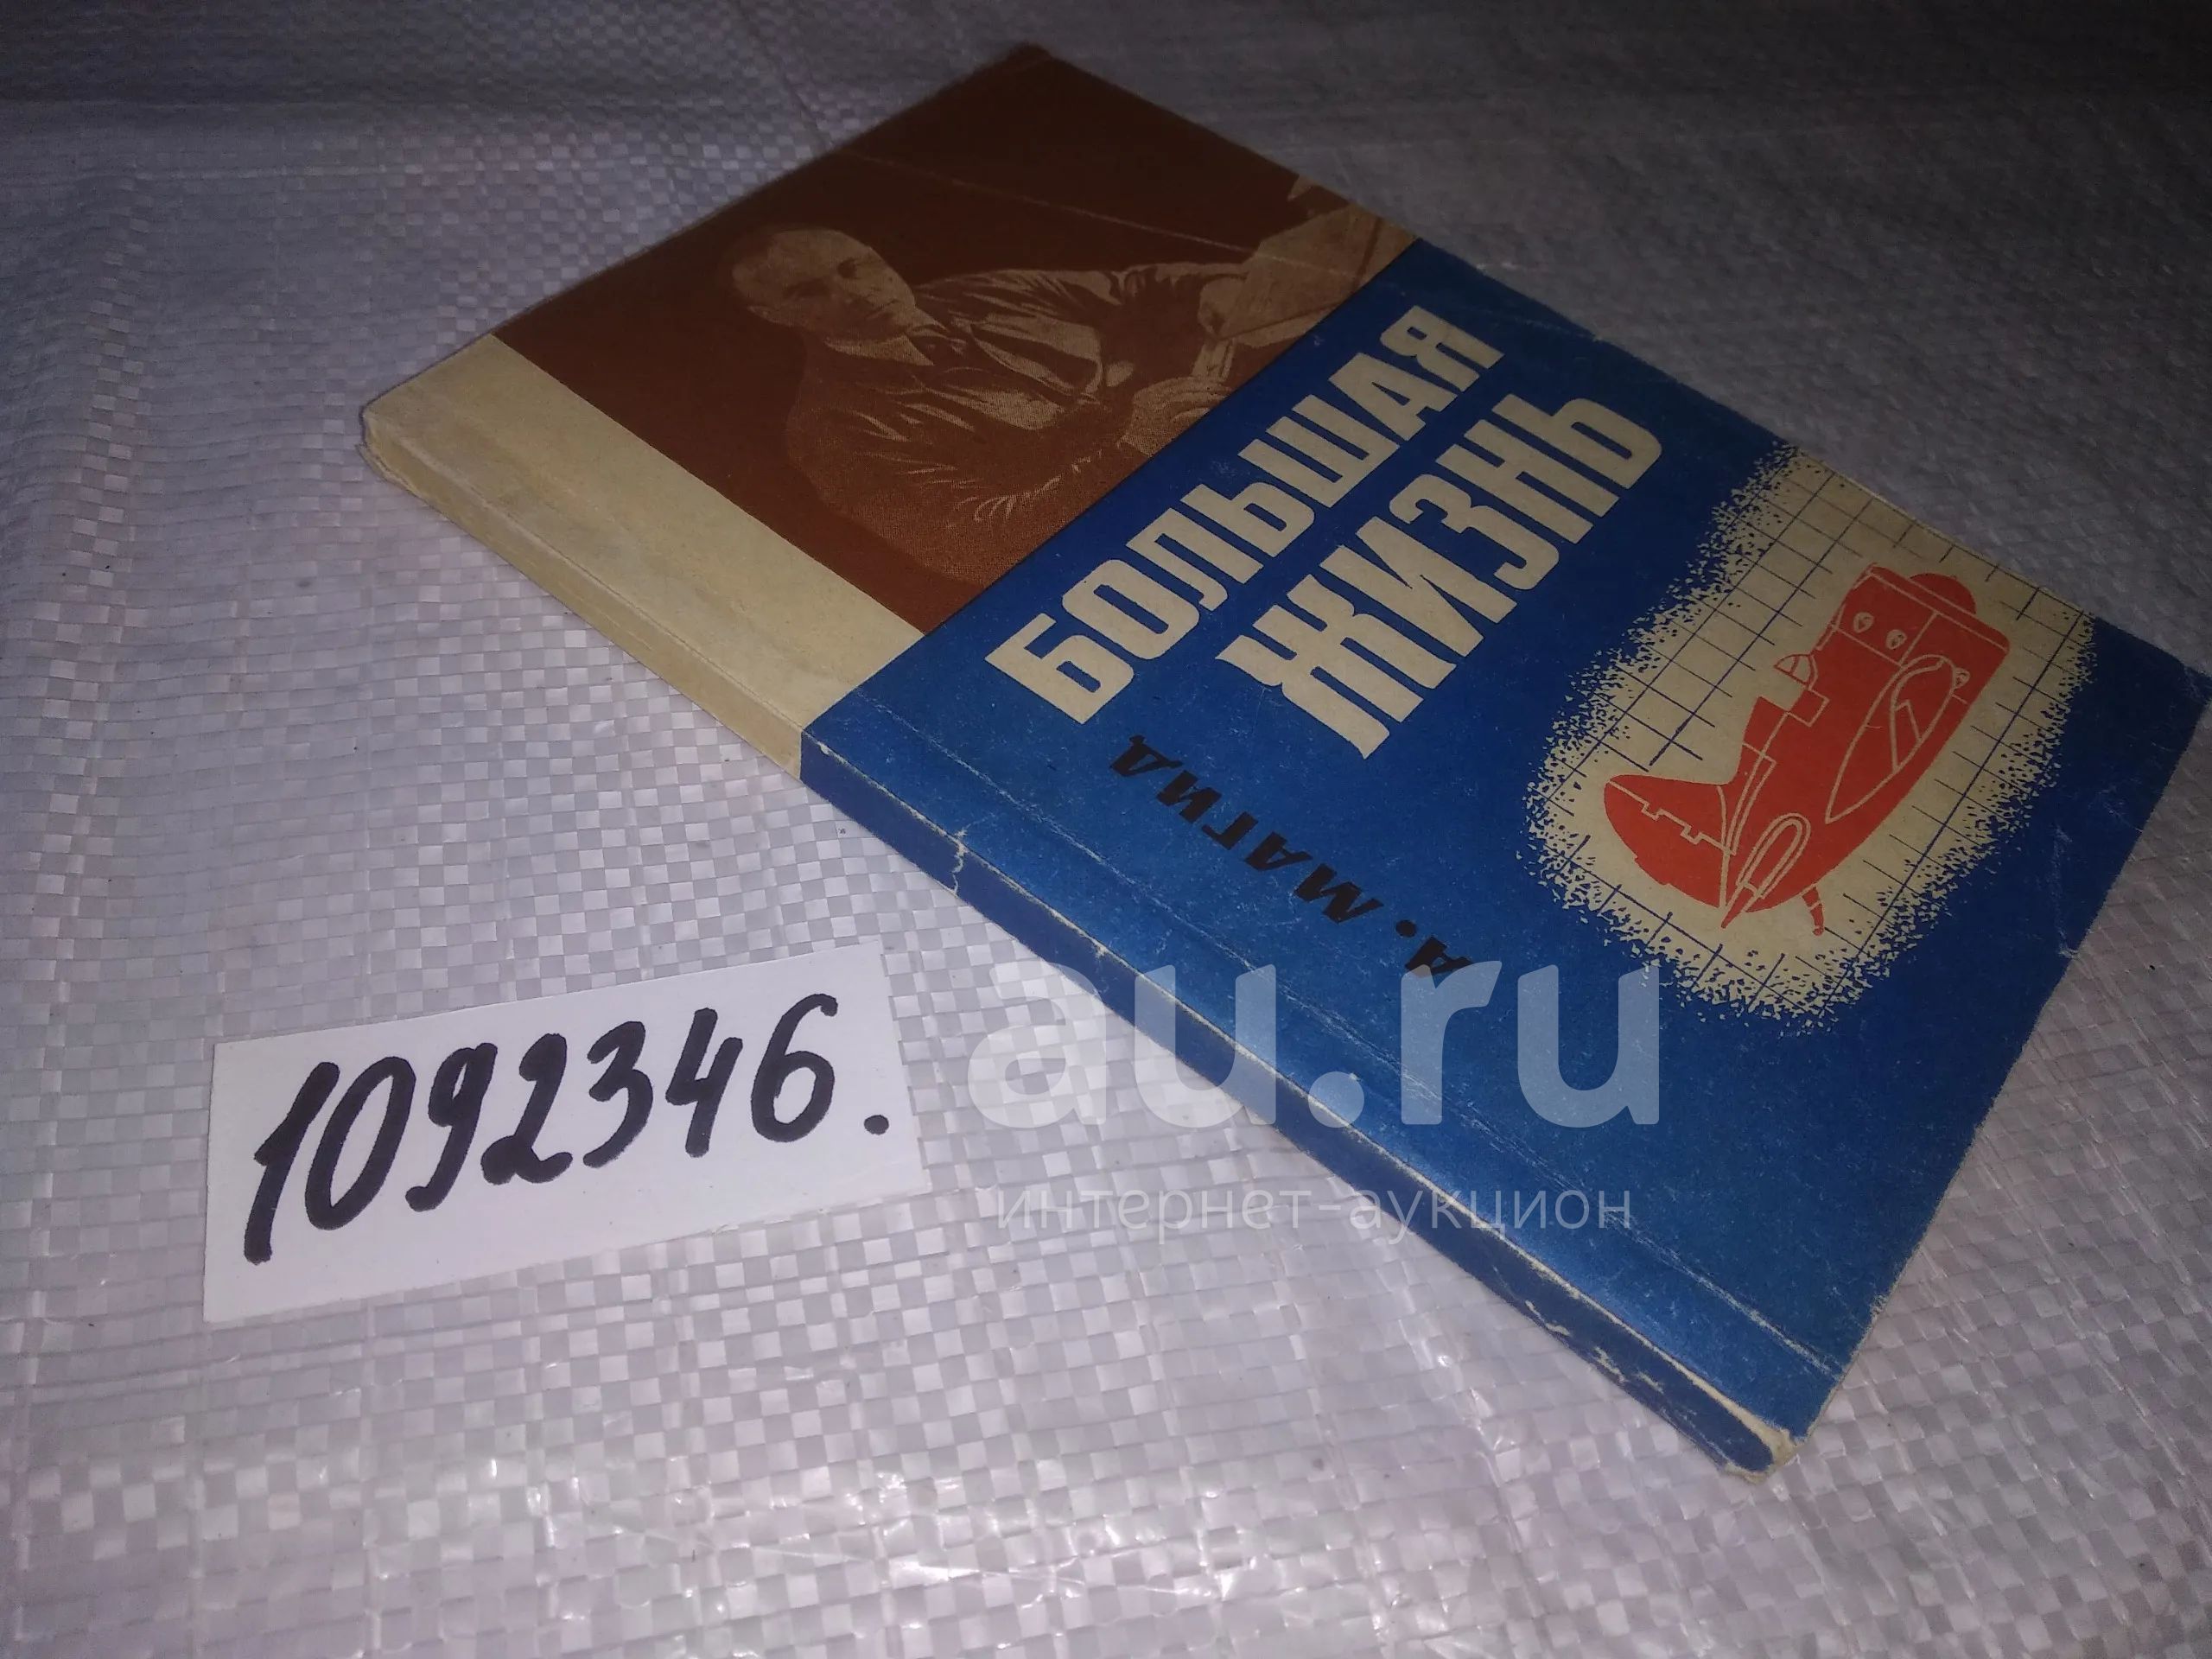 БОЛЬШАЯ
ЖИЗНЬ
А. МАГИД
1092346.
au.ru
интернет-аукцион